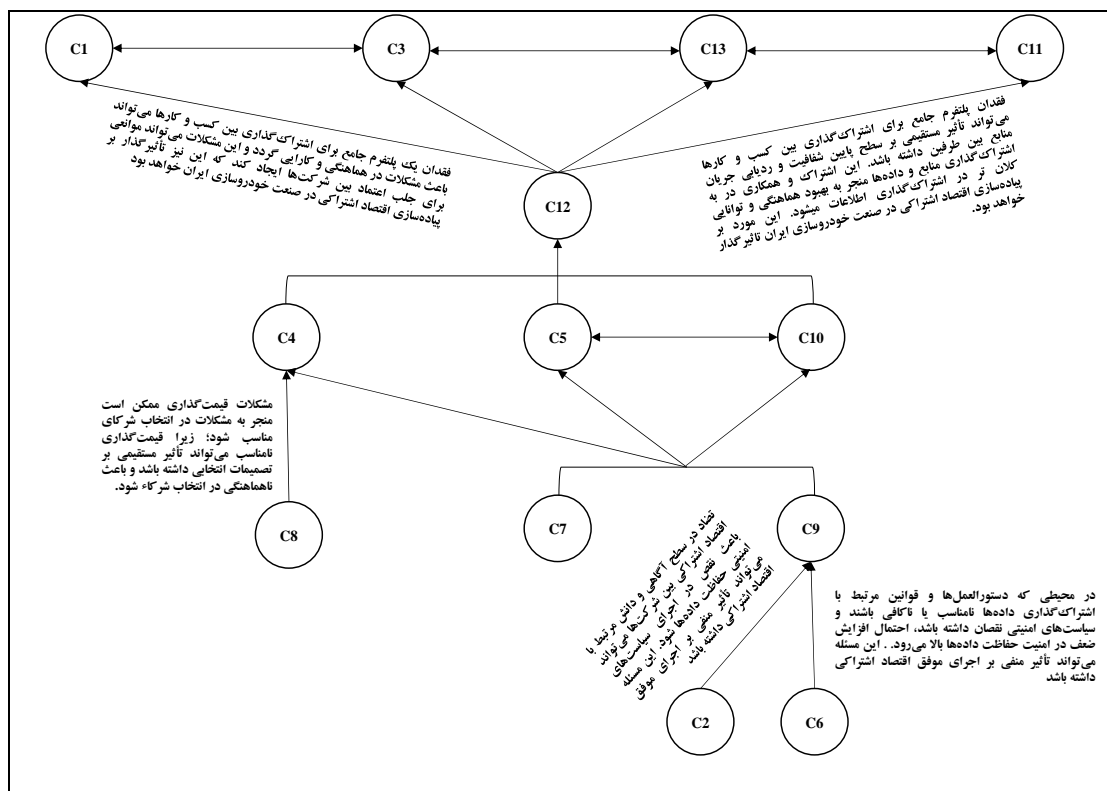 C1
C3
C13
C11
فقدان یک پلتفرم جامع برای اشتراک‌گذاری بین کسب و کارها می‌تواند
باعث مشکلات در هماهنگی و کارایی گردد و این مشکلات می‌تواند موانعی
برای جلب اعتماد بین شرکت‌ها ایجاد کند که این نیز تأثیرگذار بر
پیاده‌سازی اقتصاد اشتراکی در صنعت خودروسازی ایران خواهد بود
C12
فقدان پلتفرم جامع برای اشتراک‌گذاری بین کسب و کارها
می‌تواند تأثیر مستقیمی بر سطح پایین شفافیت و ردیابی جریان
منابع بین طرفین داشته باشد. این اشتراک و همکاری در به
اشتراک‌گذاری منابع و داده‌ها منجر به بهبود هماهنگی و توانایی
کلان تر در اشتراک‌گذاری اطلاعات میشود. این مورد بر
پیاده‌سازی اقتصاد اشتراکی در صنعت خودروسازی ایران تاثیرگذار
خواهد بود.
C4
C5
C10
مشکلات قیمت‌گذاری ممکن است
منجر به مشکلات در انتخاب شرکای
مناسب شود؛ زیرا قیمت‌گذاری
نامناسب می‌تواند تأثیر مستقیمی بر
تصمیمات انتخابی داشته باشد و باعث
ناهماهنگی در انتخاب شرکاء شود.
C8
C7
C9
تضاد در سطح آگاهی و دانش مرتبط با
اقتصاد اشتراکی بین شرکت‌ها می‌تواند
باعث نقص در اجرای سیاست‌های
امنیتی حفاظت داده‌ها شود. این مسئله
می‌تواند تأثیر منفی بر اجرای موفق
اقتصاد اشتراکی داشته باشد
در محیطی که دستورالعمل‌ها و قوانین مرتبط با
اشتراک‌گذاری داده‌ها نامناسب یا ناکافی باشند و
سیاست‌های امنیتی نقصان داشته باشد، احتمال افزایش
ضعف در امنیت حفاظت داده‌ها بالا می‌رود. . این مسئله
می‌تواند تأثیر منفی بر اجرای موفق اقتصاد اشتراکی
داشته باشد
C2
C6